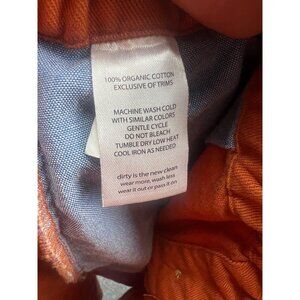 100% ORGANIC COTTON
EXCLUSIVE OF TRIMS
MACHINE WASH COLD
WITH SIMILAR COLORS
GENTLE CYCLE
DO NOT BLEACH
TUMBLE DRY LOW HEAT
COOL IRON AS NEEDED
dirty is the new clean
wear more, wash less
wear it out or pass it on